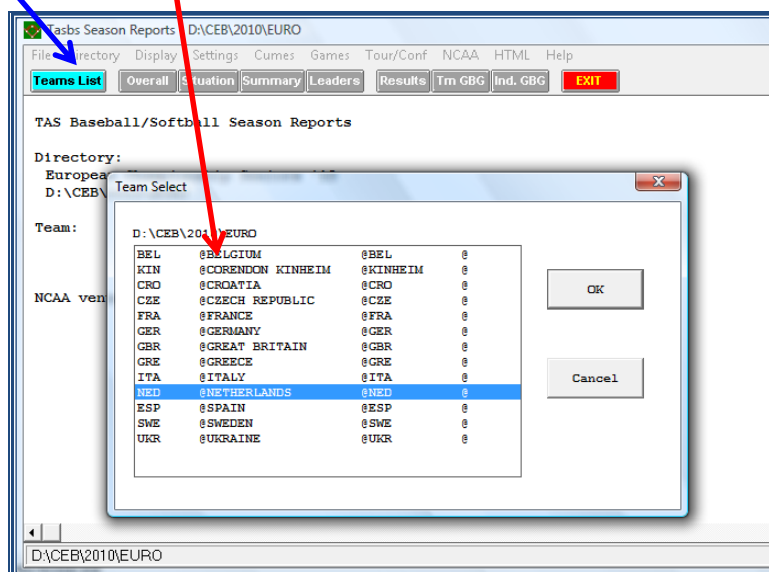 Tasbs Season Reports D:\CEB\2010\EURO
File Directory Display Settings Cumes Games Tour/Conf NCAA HTML Help
Teams List Overall Situation Summary Leaders Results Tm GBG Ind. GBG EXIT
TAS Baseball/Softball Season Reports
Directory:
D:\CEB\
Team Select
Team:
D:\CEB\2010\EURO
BEL @BELGIUM @BEL @
KIN @CORENDON KINHEIM @KINHEIM @
CRO @CROATIA @CRO @
CZE @CZECH REPUBLIC @CZE @
FRA @FRANCE @FRA @
GER @GERMANY @GER @
GBR @GREAT BRITAIN @GBR @
GRE @GREECE @GRE @
ITA @ITALY @ITA @
NED @NETHERLANDS @NED @
ESP @SPAIN @ESP @
SWE @SWEDEN @SWE @
UKR @UKRAINE @UKR @
OK
Cancel
NCAA
D:\CEB\2010\EURO